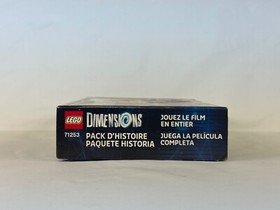 LEGO
71253
DIMENSIONS
PACK D'HISTOIRE
PAQUETE HISTORIA
JOUEZ LE FILM
EN ENTIER
JUEGA LA PELÍCULA
COMPLETA